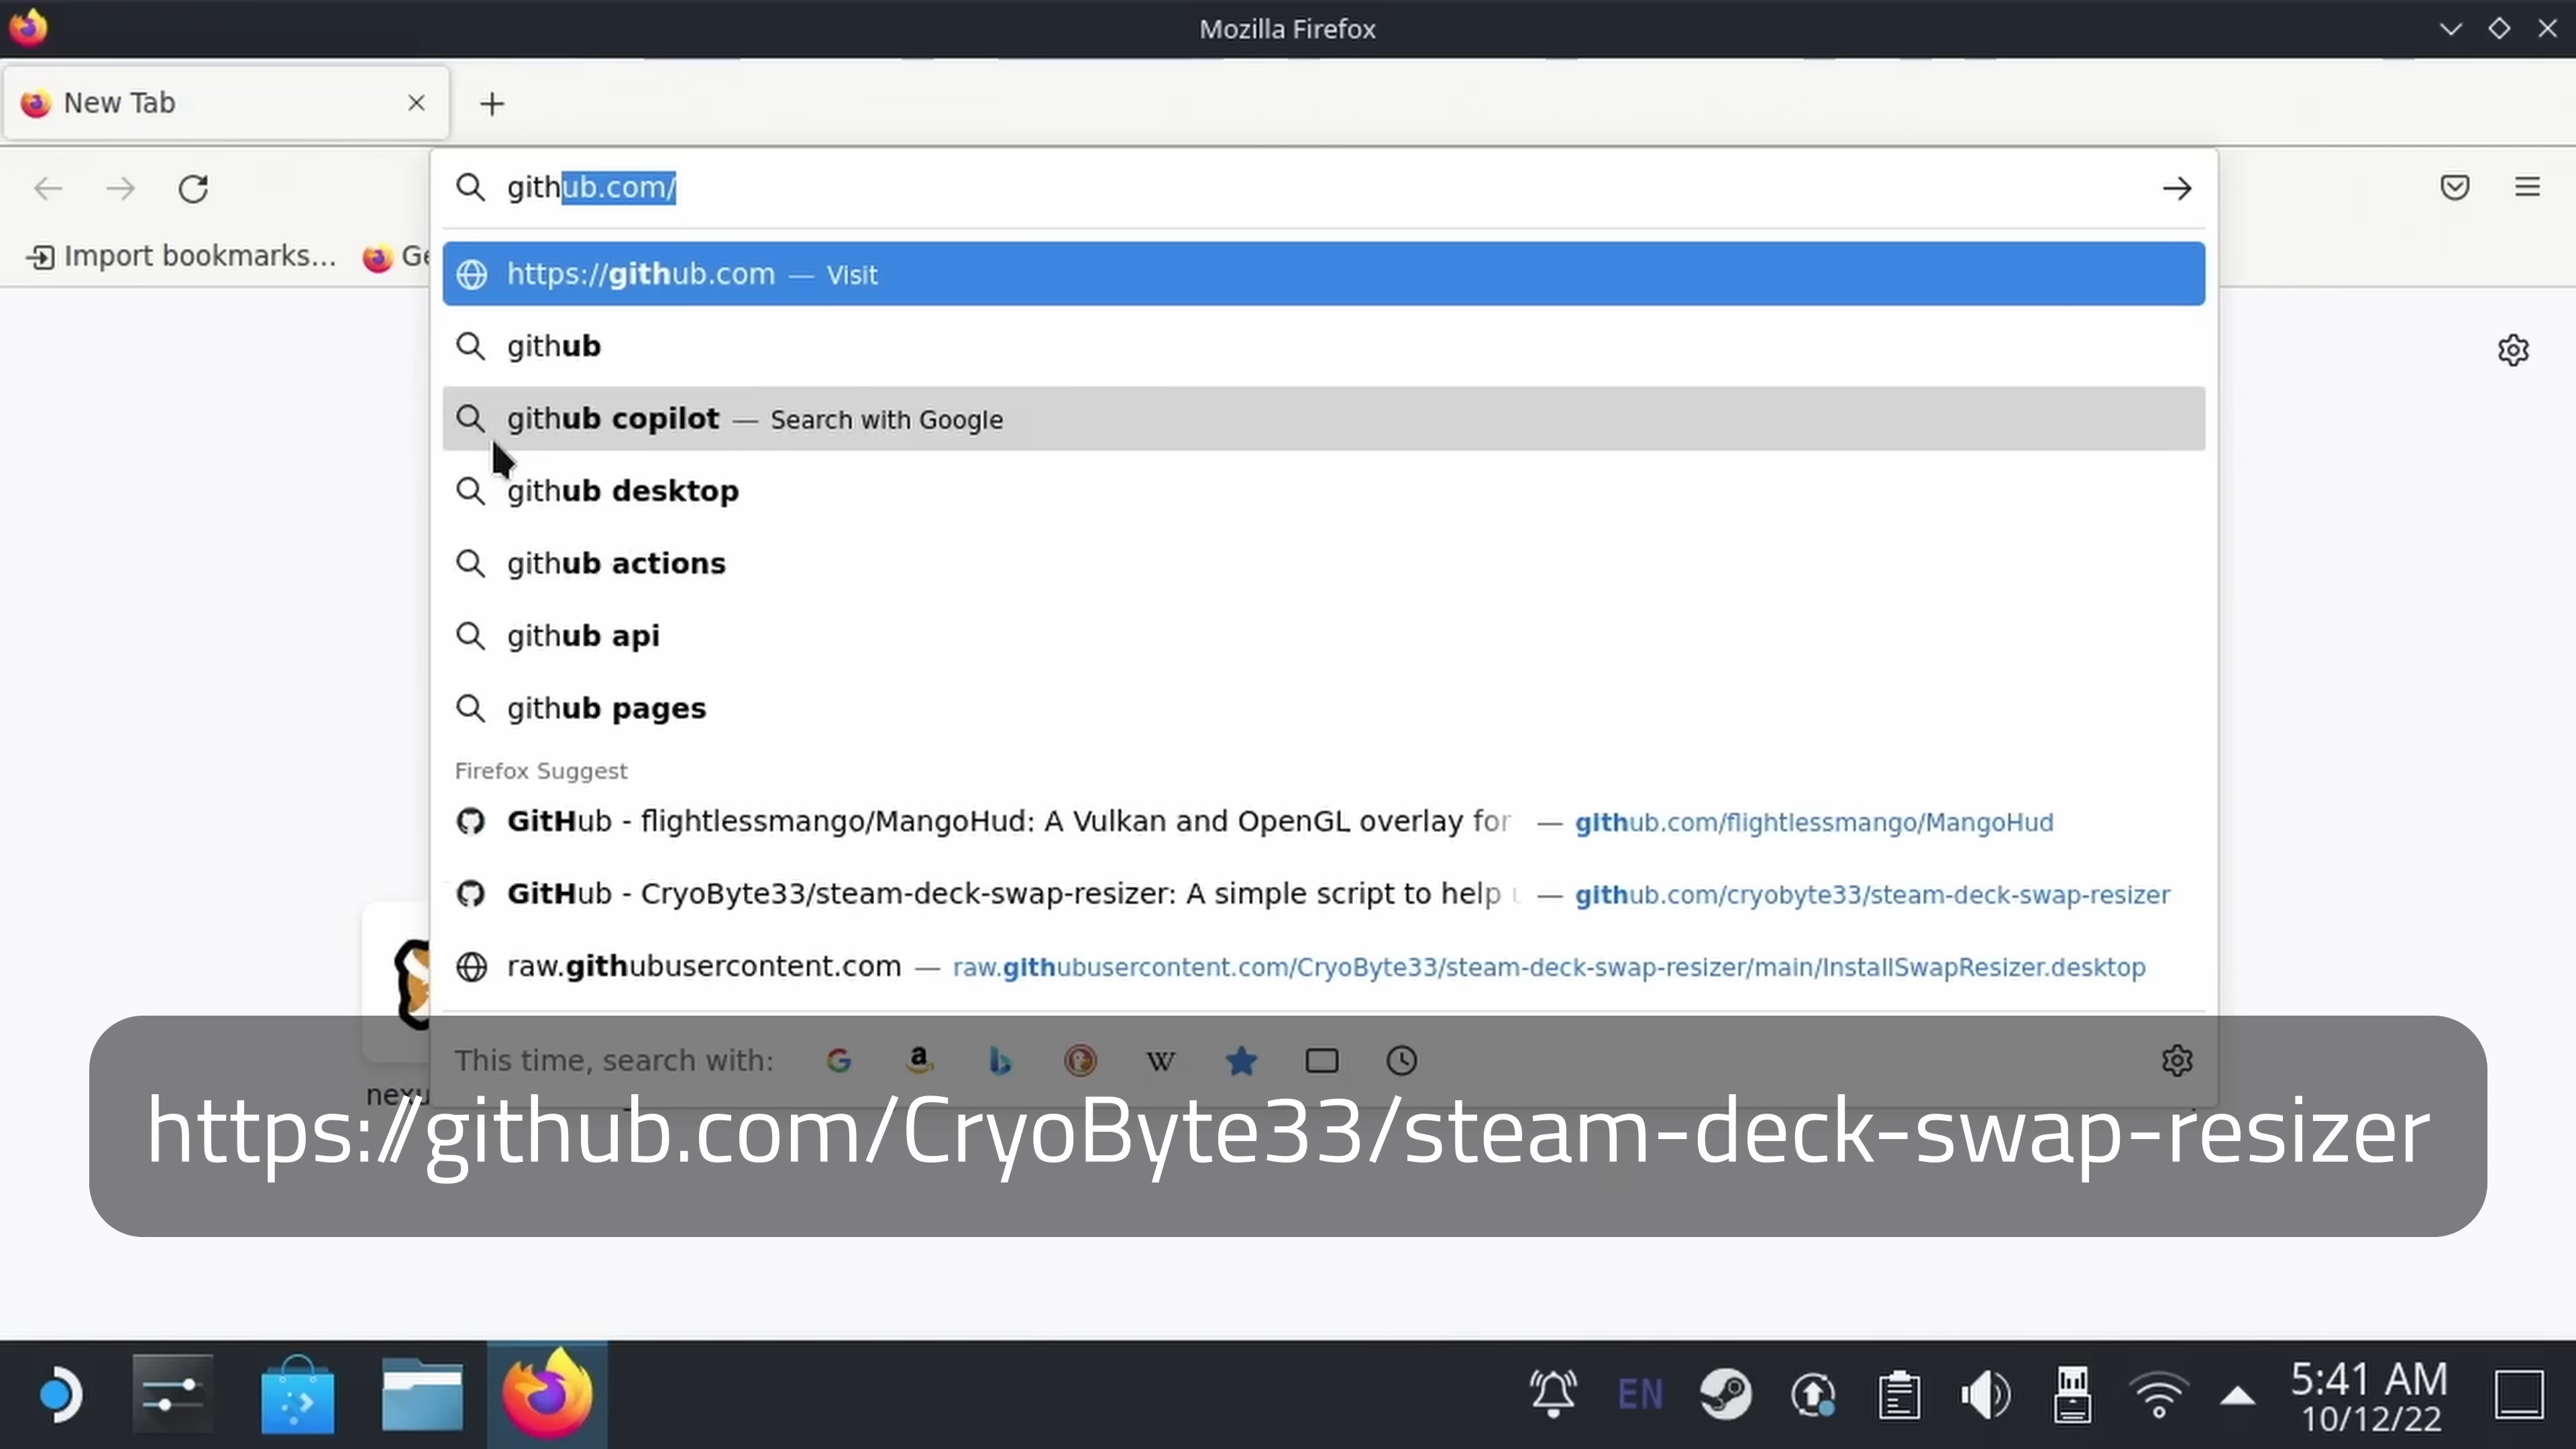 Mozilla Firefox
New Tab
github.com/
Import bookmarks...
https://github.com — Visit
github
github copilot — Search with Google
github desktop
github actions
github api
github pages
Firefox Suggest
GitHub - flightlessmango/MangoHud: A Vulkan and OpenGL overlay for — github.com/flightlessmango/MangoHud
GitHub - CryoByte33/steam-deck-swap-resizer: A simple script to help — github.com/cryobyte33/steam-deck-swap-resizer
raw.githubusercontent.com — raw.githubusercontent.com/CryoByte33/steam-deck-swap-resizer/main/InstallSwapResizer.desktop
This time, search with:
https://github.com/CryoByte33/steam-deck-swap-resizer
EN
5:41 AM
10/12/22